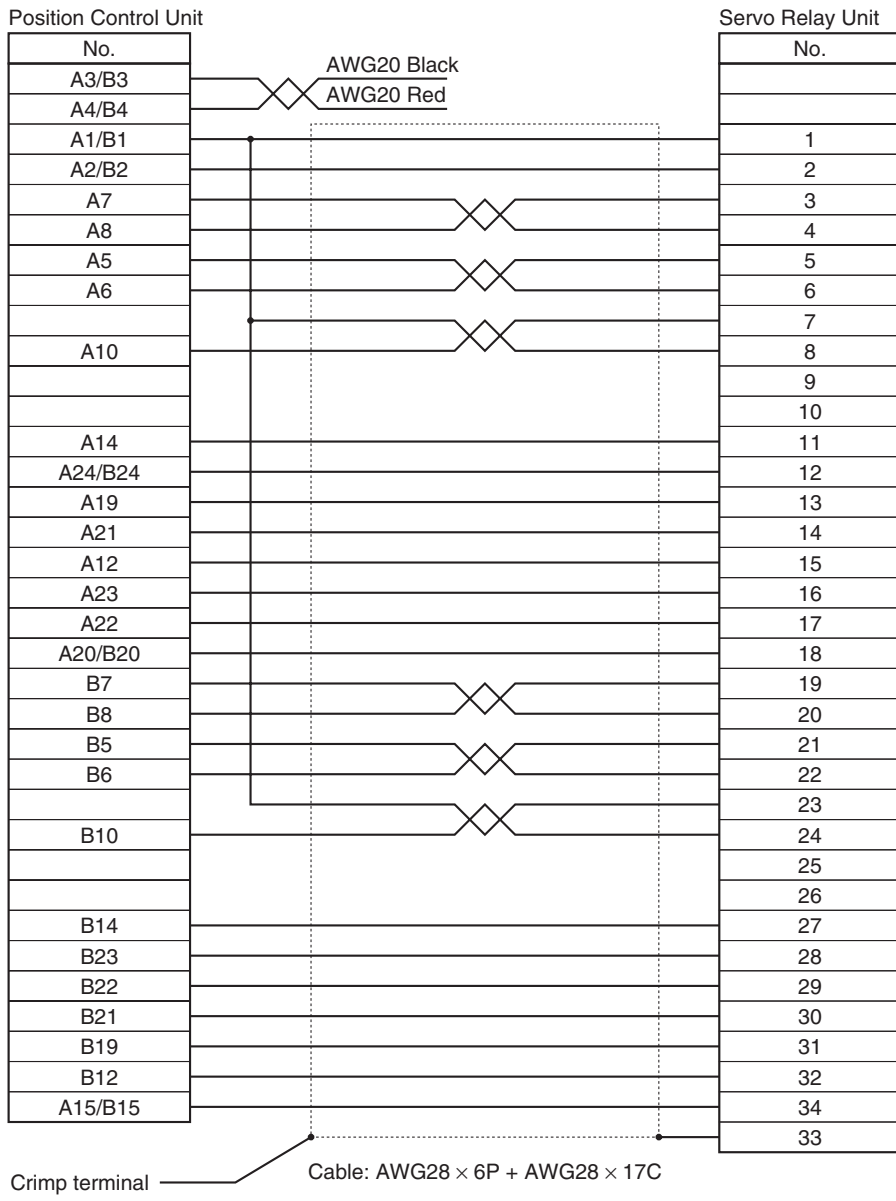 Position Control Unit Servo Relay Unit
No. No.
A3/B3 AWG20 Black
A4/B4 AWG20 Red
A1/B1 1
A2/B2 2
A7 3
A8 4
A5 5
A6 6
7
A10 8
9
10
A14 11
A24/B24 12
A19 13
A21 14
A12 15
A23 16
A22 17
A20/B20 18
B7 19
B8 20
B5 21
B6 22
23
B10 24
25
26
B14 27
B23 28
B22 29
B21 30
B19 31
B12 32
A15/B15 34
33
Crimp terminal Cable: AWG28 × 6P + AWG28 × 17C